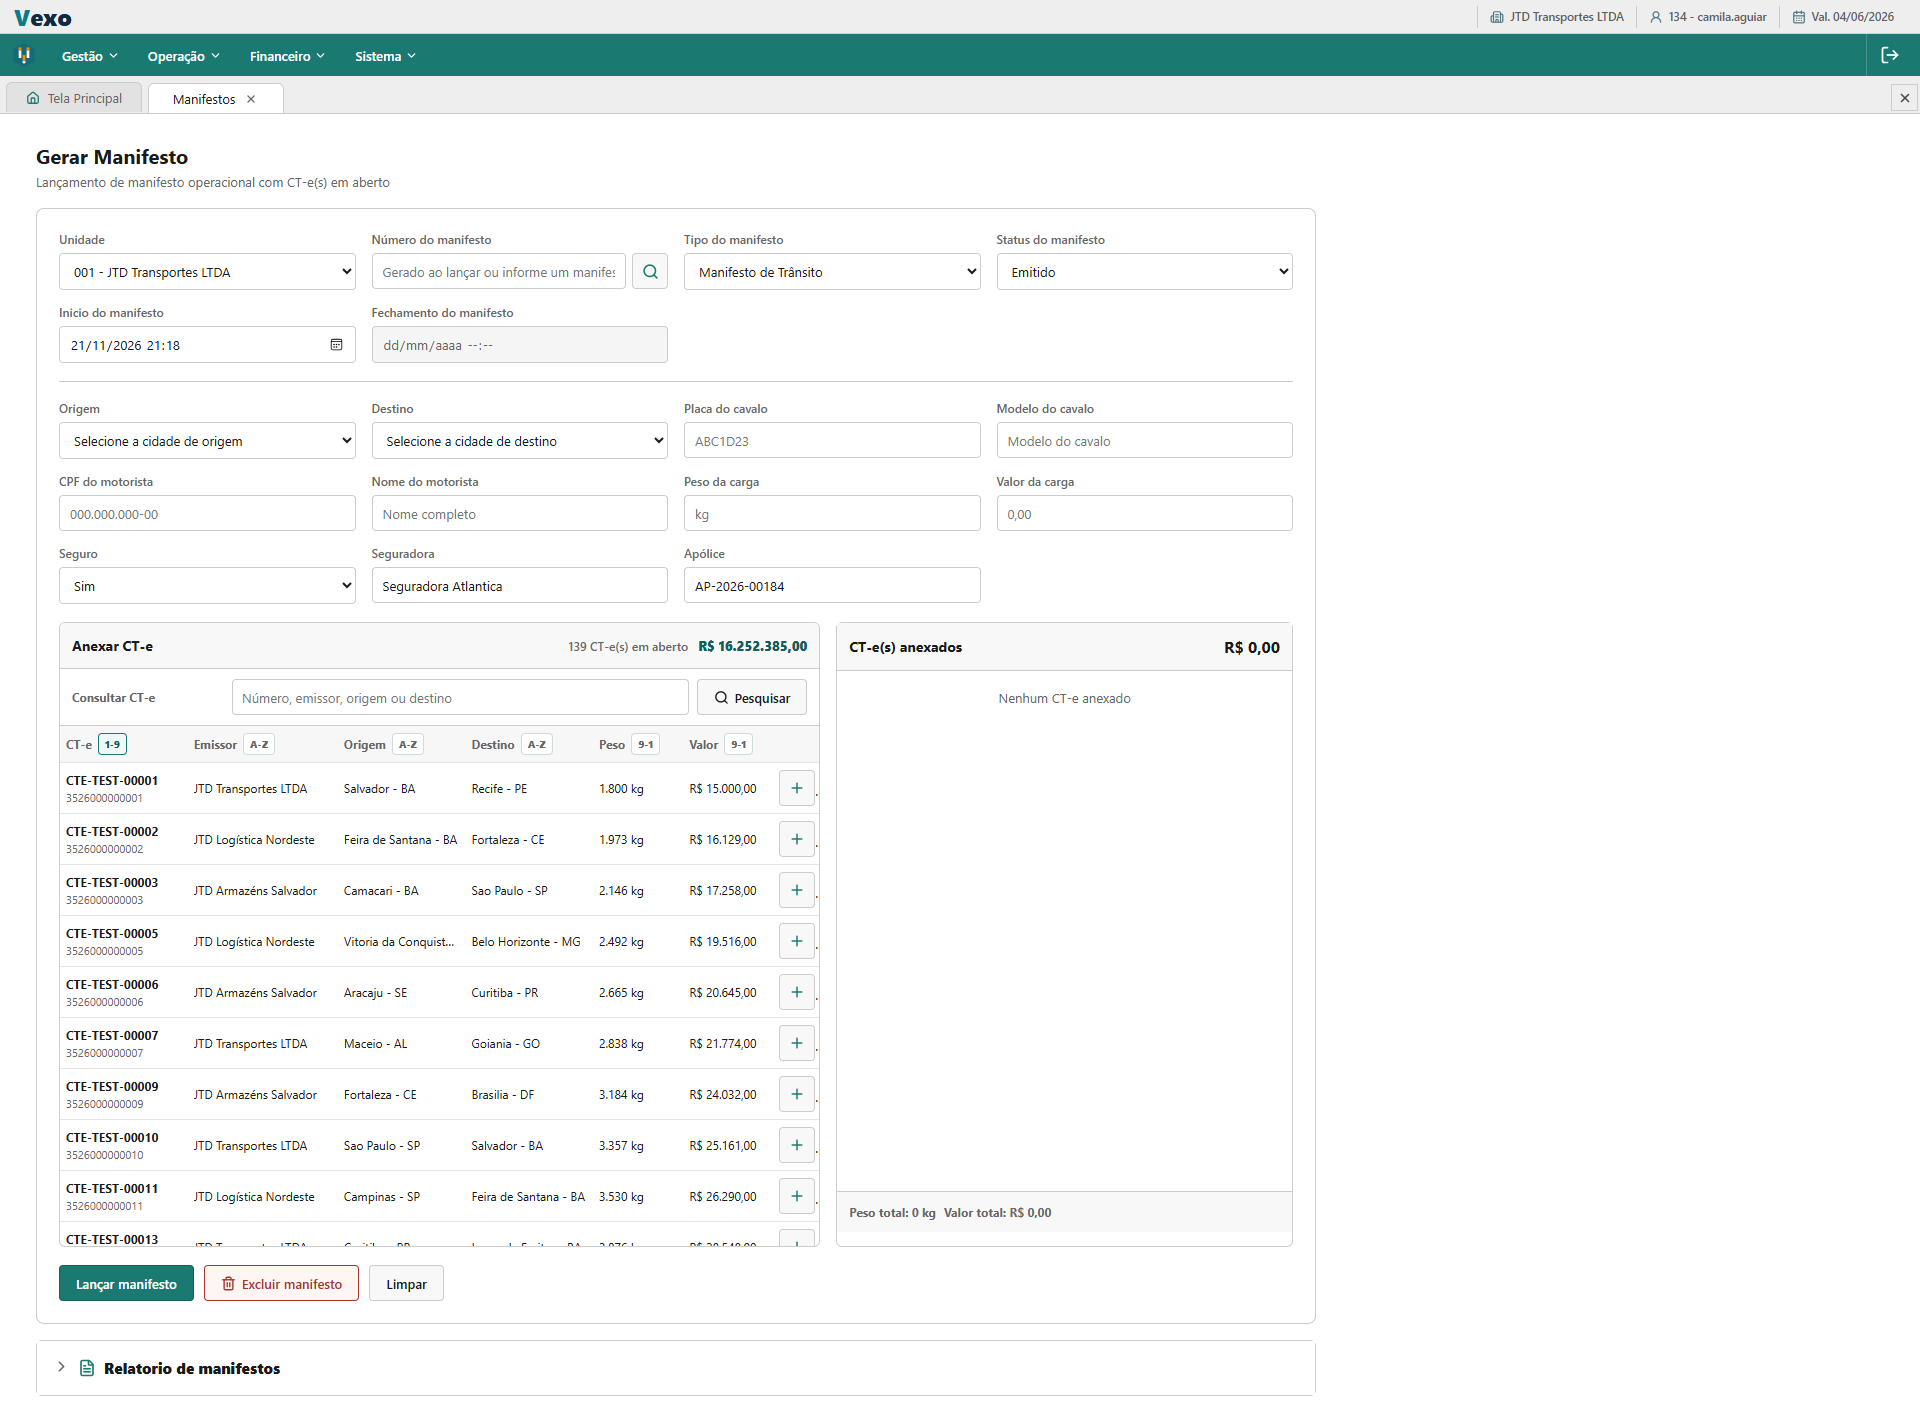 Vexo
JTD Transportes LTDA
134 - camila.aguiar
Val. 04/06/2026
Gestão
Operação
Financeiro
Sistema
Tela Principal
Manifestos
Gerar Manifesto
Lançamento de manifesto operacional com CT-e(s) em aberto
Unidade
Número do manifesto
Tipo do manifesto
Status do manifesto
001 - JTD Transportes LTDA
Gerado ao lançar ou informe um manifes
Manifesto de Trânsito
Emitido
Inicio do manifesto
Fechamento do manifesto
21/11/2026 21:18
dd/mm/aaaa --:--
Origem
Destino
Placa do cavalo
Modelo do cavalo
Selecione a cidade de origem
Selecione a cidade de destino
ABC1D23
Modelo do cavalo
CPF do motorista
Nome do motorista
Peso da carga
Valor da carga
000.000.000-00
Nome completo
kg
0,00
Seguro
Seguradora
Apólice
Sim
Seguradora Atlantica
AP-2026-00184
Anexar CT-e
139 CT-e(s) em aberto R$ 16.252.385,00
Consultar CT-e
Número, emissor, origem ou destino
Pesquisar
CT-e 1-9 Emissor A-Z Origem A-Z Destino A-Z Peso 9-1 Valor 9-1
CTE-TEST-00001
3526000000001
JTD Transportes LTDA Salvador - BA Recife - PE 1.800 kg R$ 15.000,00 +
CTE-TEST-00002
3526000000002
JTD Logística Nordeste Feira de Santana - BA Fortaleza - CE 1.973 kg R$ 16.129,00 +
CTE-TEST-00003
3526000000003
JTD Armazéns Salvador Camacari - BA Sao Paulo - SP 2.146 kg R$ 17.258,00 +
CTE-TEST-00005
3526000000005
JTD Logística Nordeste Vitoria da Conquist... Belo Horizonte - MG 2.492 kg R$ 19.516,00 +
CTE-TEST-00006
3526000000006
JTD Armazéns Salvador Aracaju - SE Curitiba - PR 2.665 kg R$ 20.645,00 +
CTE-TEST-00007
3526000000007
JTD Transportes LTDA Maceio - AL Goiania - GO 2.838 kg R$ 21.774,00 +
CTE-TEST-00009
3526000000009
JTD Armazéns Salvador Fortaleza - CE Brasilia - DF 3.184 kg R$ 24.032,00 +
CTE-TEST-00010
3526000000010
JTD Transportes LTDA Sao Paulo - SP Salvador - BA 3.357 kg R$ 25.161,00 +
CTE-TEST-00011
3526000000011
JTD Logística Nordeste Campinas - SP Feira de Santana - BA 3.530 kg R$ 26.290,00 +
CTE-TEST-00013
CT-e(s) anexados
R$ 0,00
Nenhum CT-e anexado
Peso total: 0 kg Valor total: R$ 0,00
Lançar manifesto
Excluir manifesto
Limpar
Relatorio de manifestos